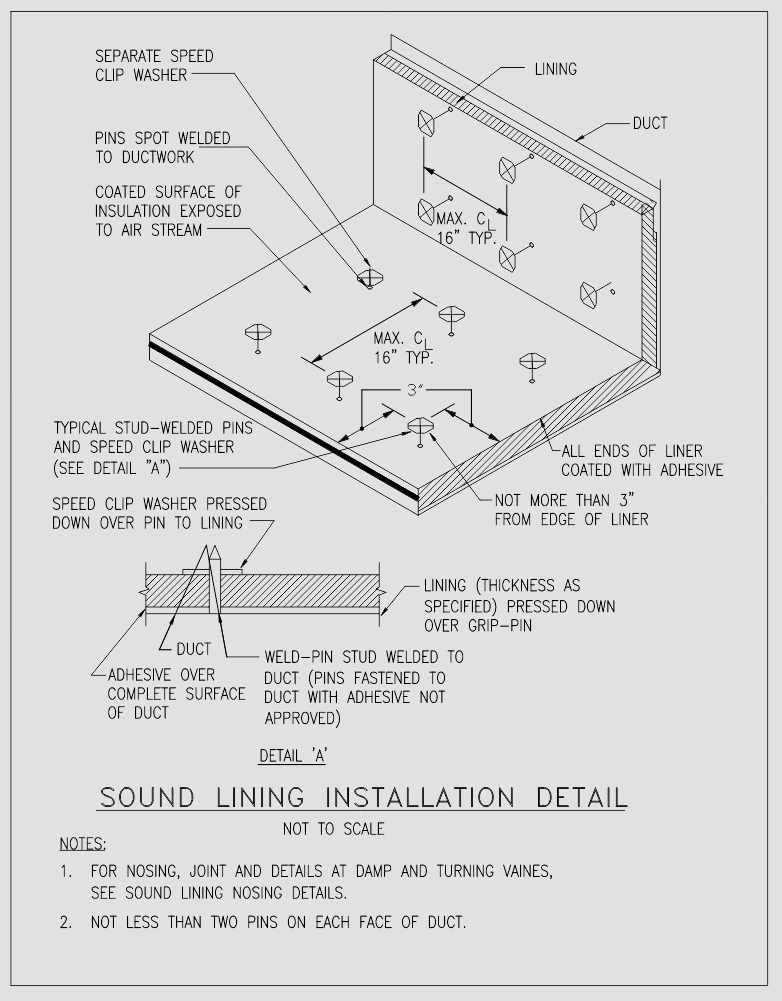 SEPARATE SPEED
CLIP WASHER
LINING
DUCT
PINS SPOT WELDED
TO DUCTWORK
COATED SURFACE OF
INSULATION EXPOSED
TO AIR STREAM
MAX. CL
16" TYP.
MAX. CL
16" TYP.
3"
TYPICAL STUD-WELDED PINS
AND SPEED CLIP WASHER
(SEE DETAIL "A")
ALL ENDS OF LINER
COATED WITH ADHESIVE
NOT MORE THAN 3"
FROM EDGE OF LINER
SPEED CLIP WASHER PRESSED
DOWN OVER PIN TO LINING
LINING (THICKNESS AS
SPECIFIED) PRESSED DOWN
OVER GRIP-PIN
DUCT
ADHESIVE OVER
COMPLETE SURFACE
OF DUCT
WELD-PIN STUD WELDED TO
DUCT (PINS FASTENED TO
DUCT WITH ADHESIVE NOT
APPROVED)
DETAIL 'A'
SOUND LINING INSTALLATION DETAIL
NOT TO SCALE
NOTES:
1. FOR NOSING, JOINT AND DETAILS AT DAMP AND TURNING VAINES,
SEE SOUND LINING NOSING DETAILS.
2. NOT LESS THAN TWO PINS ON EACH FACE OF DUCT.